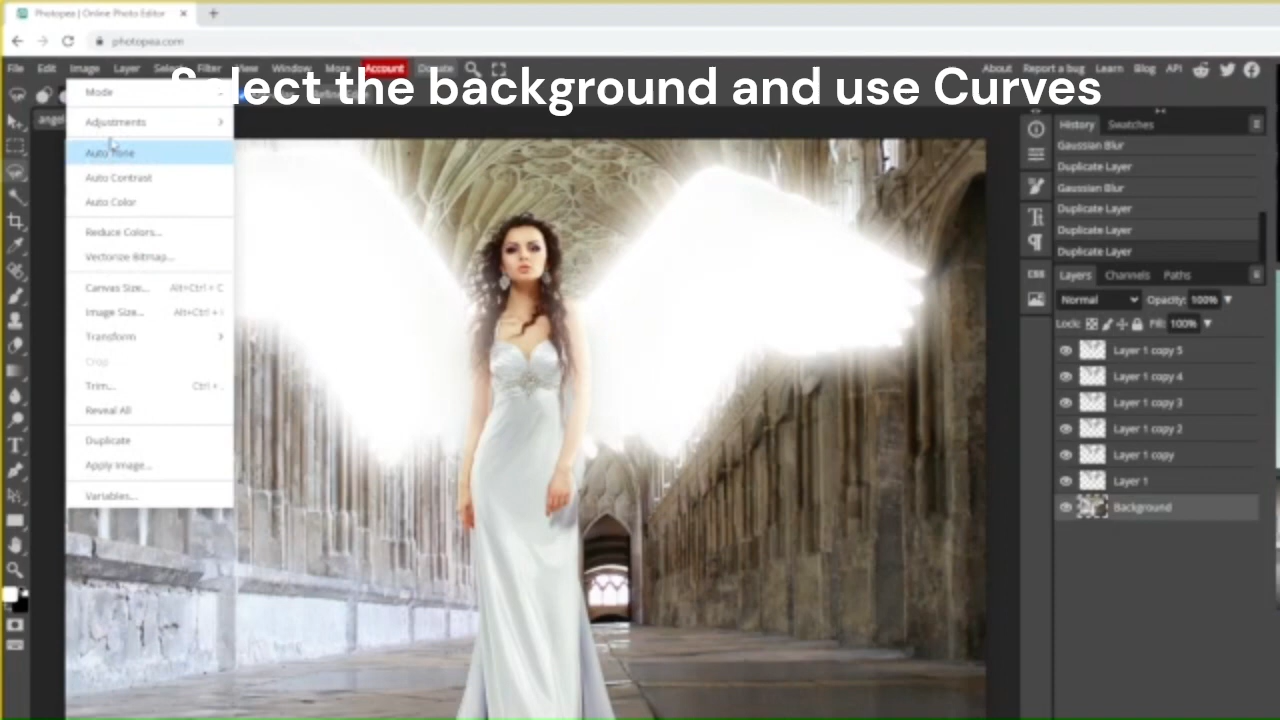 Photopea | Online Photo Editor
photopea.com
File Edit Image Layer Select Filter View Window More Account Donate
About Report a bug Learn Blog API
Select the background and use Curves
Mode
Adjustments
Auto Tone
Auto Contrast
Auto Color
Reduce Colors...
Vectorize Bitmap...
Canvas Size... Alt+Ctrl + C
Image Size... Alt+Ctrl + I
Transform
Crop
Trim... Ctrl + .
Reveal All
Duplicate
Apply Image...
Variables...
angel
History Swatches
Gaussian Blur
Duplicate Layer
Gaussian Blur
Duplicate Layer
Duplicate Layer
Duplicate Layer
CSS
Layers Channels Paths
Normal Opacity: 100%
Lock: Fill: 100%
Layer 1 copy 5
Layer 1 copy 4
Layer 1 copy 3
Layer 1 copy 2
Layer 1 copy
Layer 1
Background